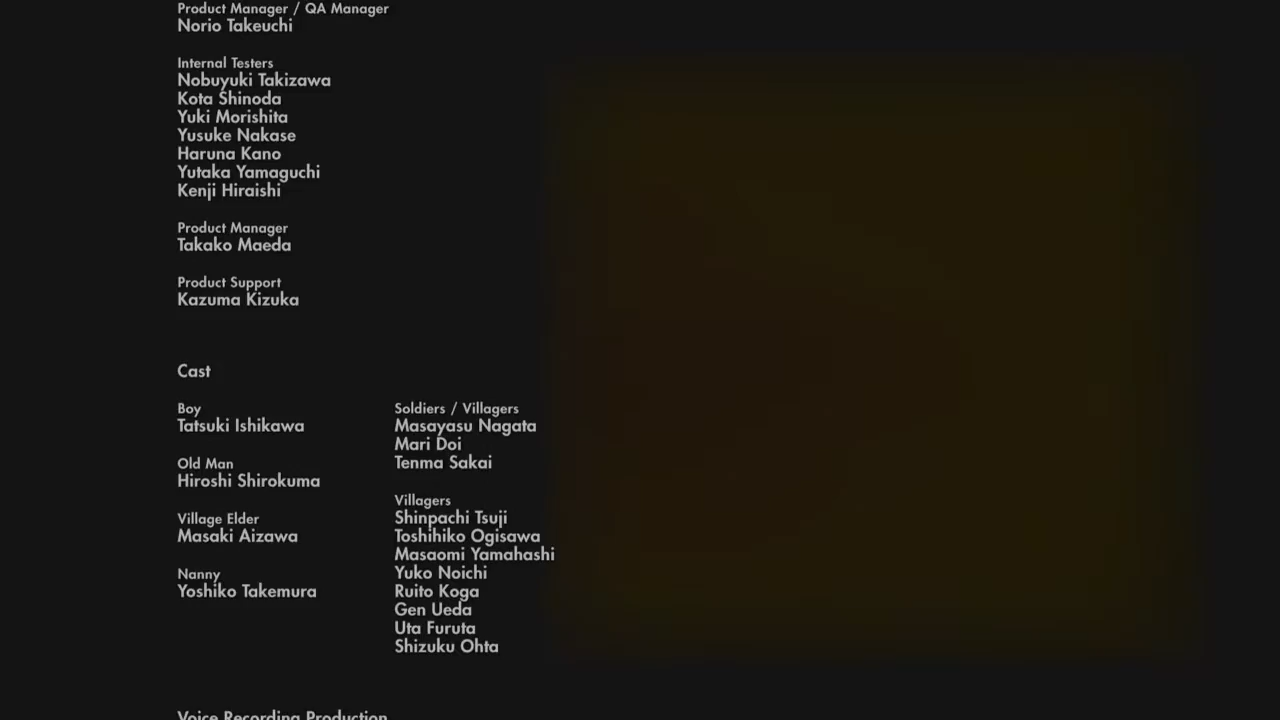 Product Manager / QA Manager
Norio Takeuchi
Internal Testers
Nobuyuki Takizawa
Kota Shinoda
Yuki Morishita
Yusuke Nakase
Haruna Kano
Yutaka Yamaguchi
Kenji Hiraishi
Product Manager
Takako Maeda
Product Support
Kazuma Kizuka
Cast
Boy
Tatsuki Ishikawa
Old Man
Hiroshi Shirokuma
Village Elder
Masaki Aizawa
Nanny
Yoshiko Takemura
Soldiers / Villagers
Masayasu Nagata
Mari Doi
Tenma Sakai
Villagers
Shinpachi Tsuji
Toshihiko Ogisawa
Masaomi Yamahashi
Yuko Noichi
Ruito Koga
Gen Ueda
Uta Furuta
Shizuku Ohta
Voice Recording Production